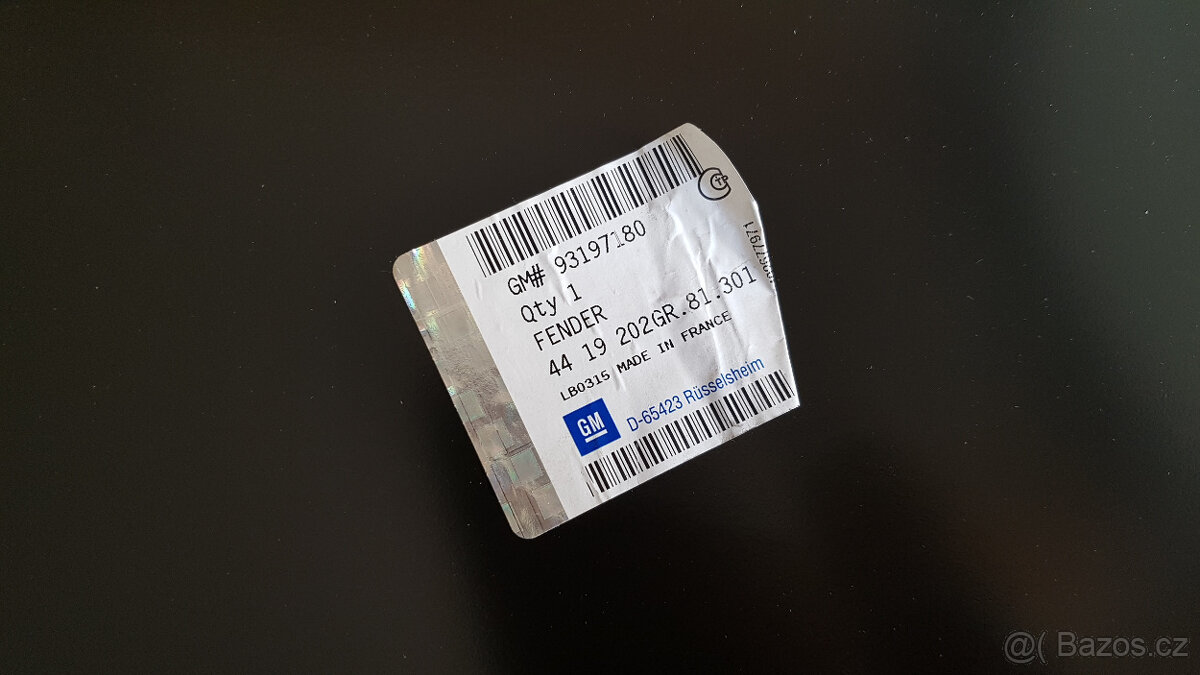 GM# 93197180
Qty 1
FENDER
44 19 202GR.81.301
LB0315 MADE IN FRANCE
GM D-65423 Rüsselsheim
@( Bazos.cz